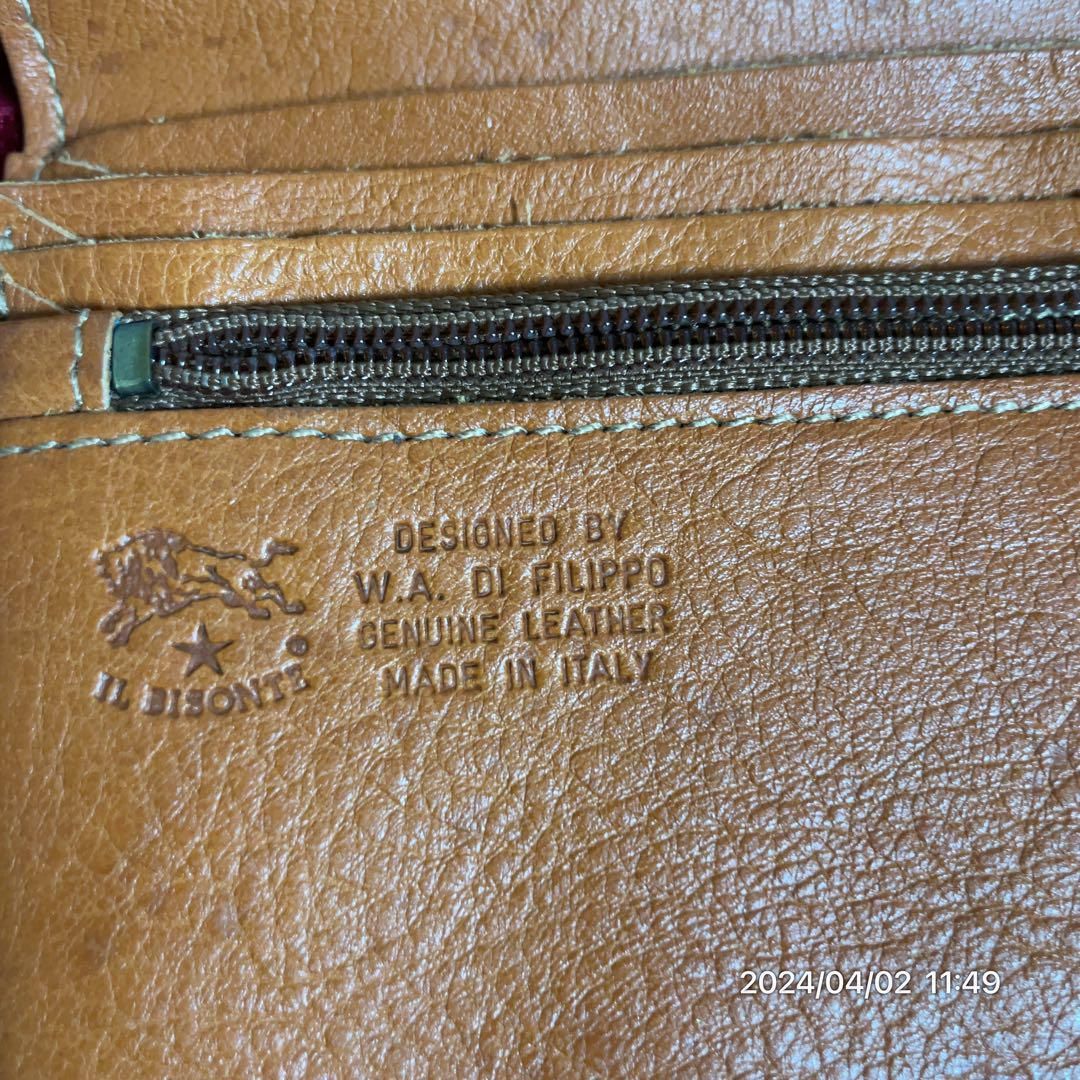 DESIGNED BY
W.A. DI FILIPPO
GENUINE LEATHER
MADE IN ITALY
IL BISONTE®
2024/04/02 11:49